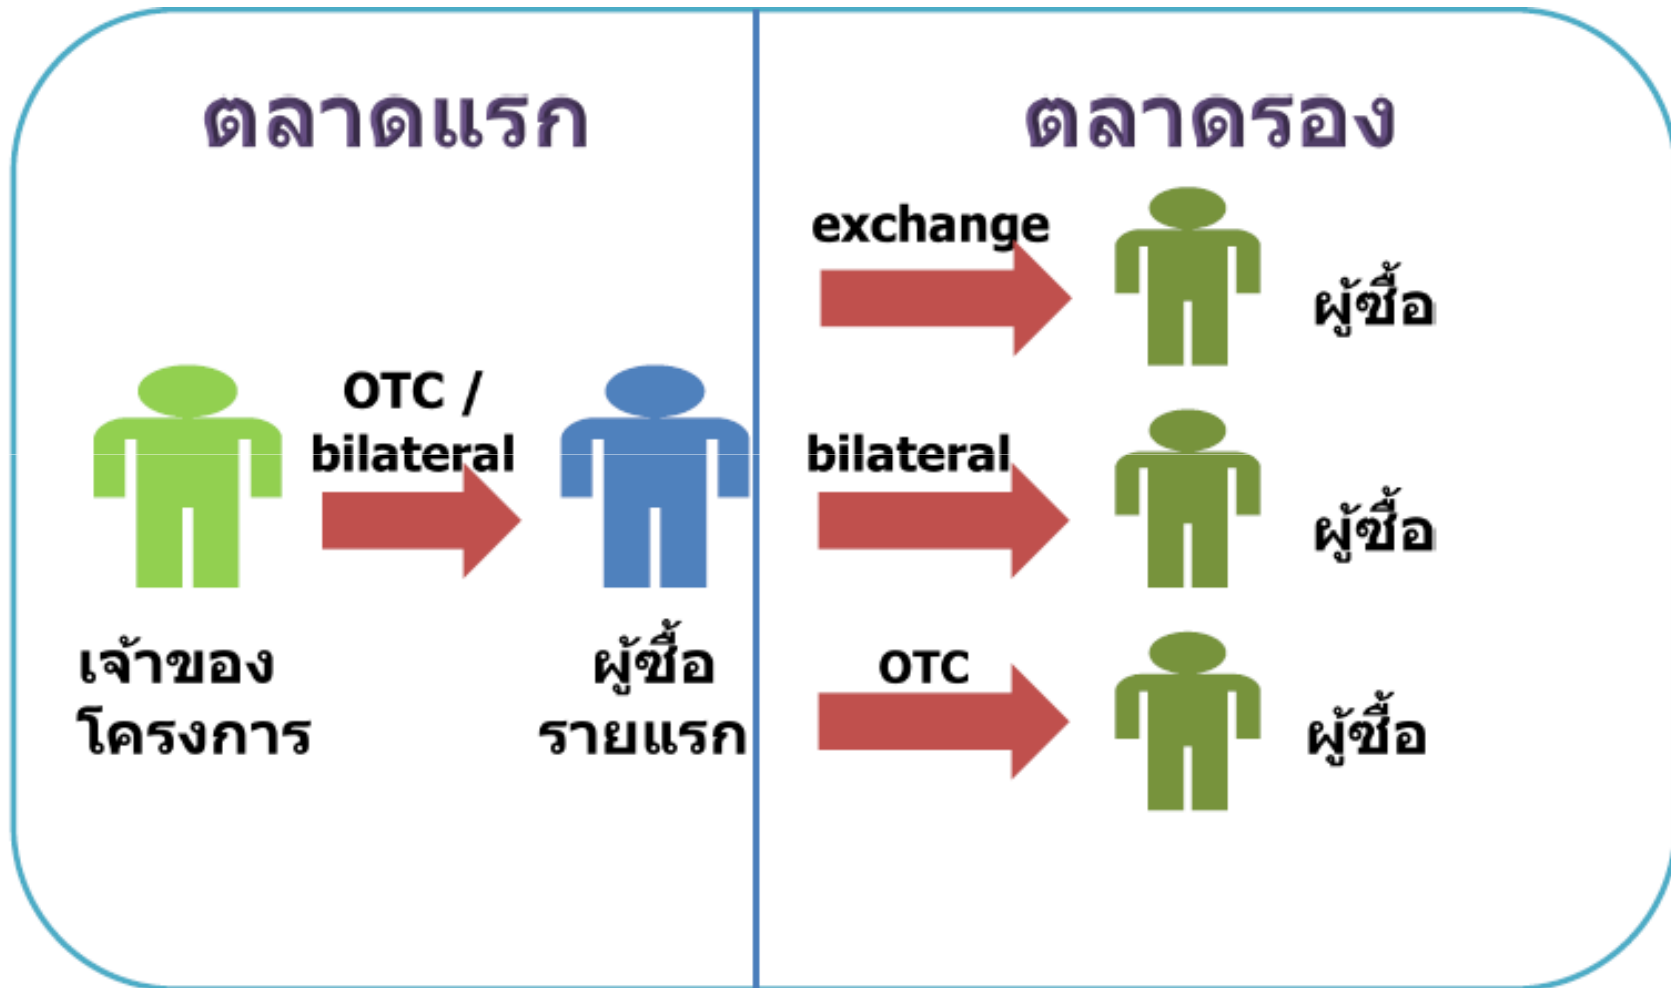 ตลาดแรก
OTC /
bilateral
เจ้าของ
โครงการ
ผู้ซื้อ
รายแรก
ตลาดรอง
exchange
ผู้ซื้อ
bilateral
ผู้ซื้อ
OTC
ผู้ซื้อ